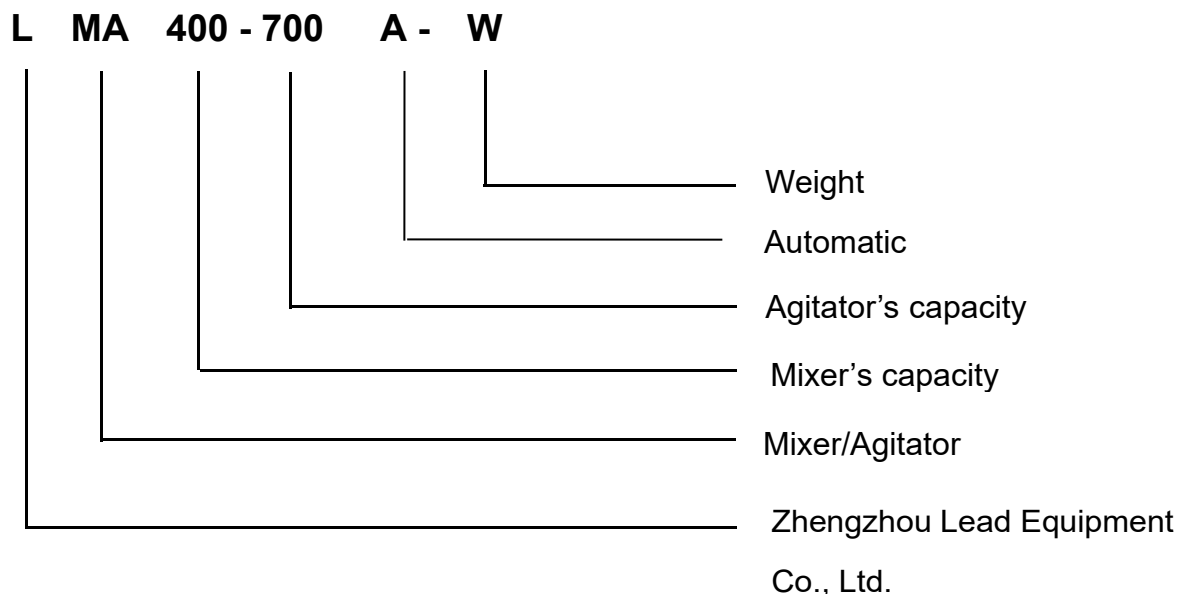 L MA 400 - 700 A - W
Weight
Automatic
Agitator’s capacity
Mixer’s capacity
Mixer/Agitator
Zhengzhou Lead Equipment
Co., Ltd.